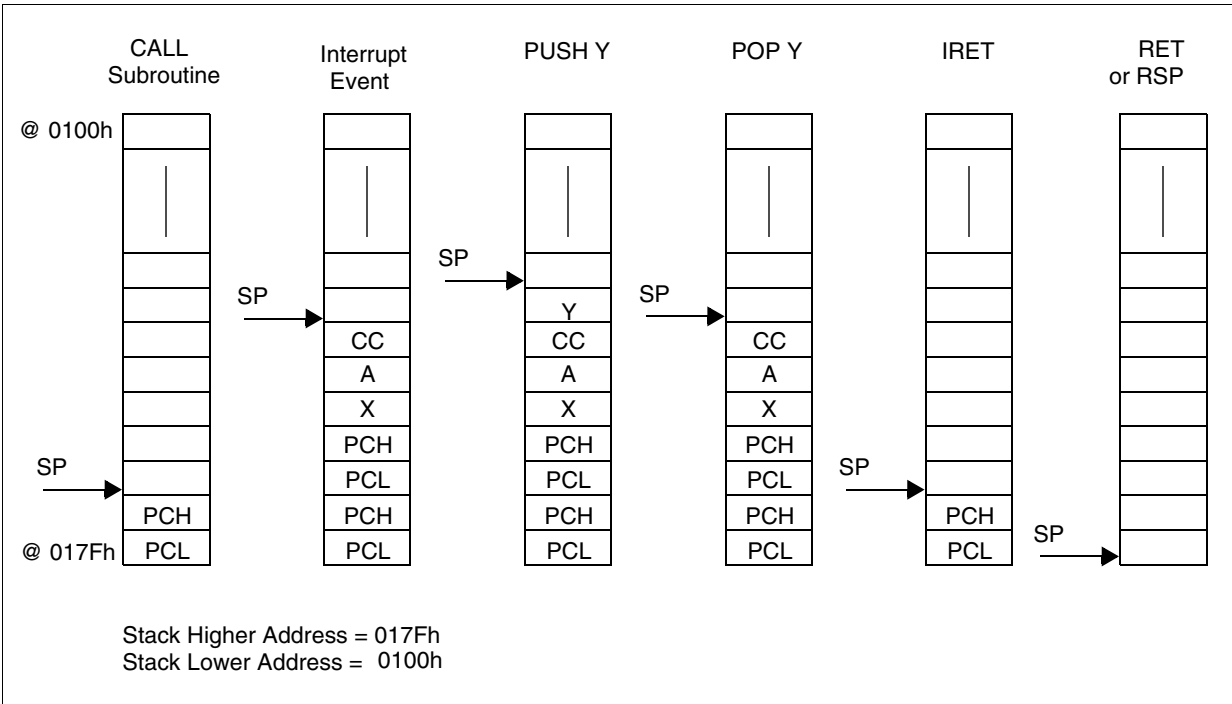 CALL
Subroutine
Interrupt
Event
PUSH Y
POP Y
IRET
RET
or RSP
@ 0100h
SP
SP
SP
Y
CC
CC
CC
A
A
A
X
X
X
SP
PCH
PCH
PCH
SP
PCL
PCL
PCL
PCH
PCH
PCH
PCH
PCH
SP
@ 017Fh
PCL
PCL
PCL
PCL
PCL
Stack Higher Address = 017Fh
Stack Lower Address = 0100h